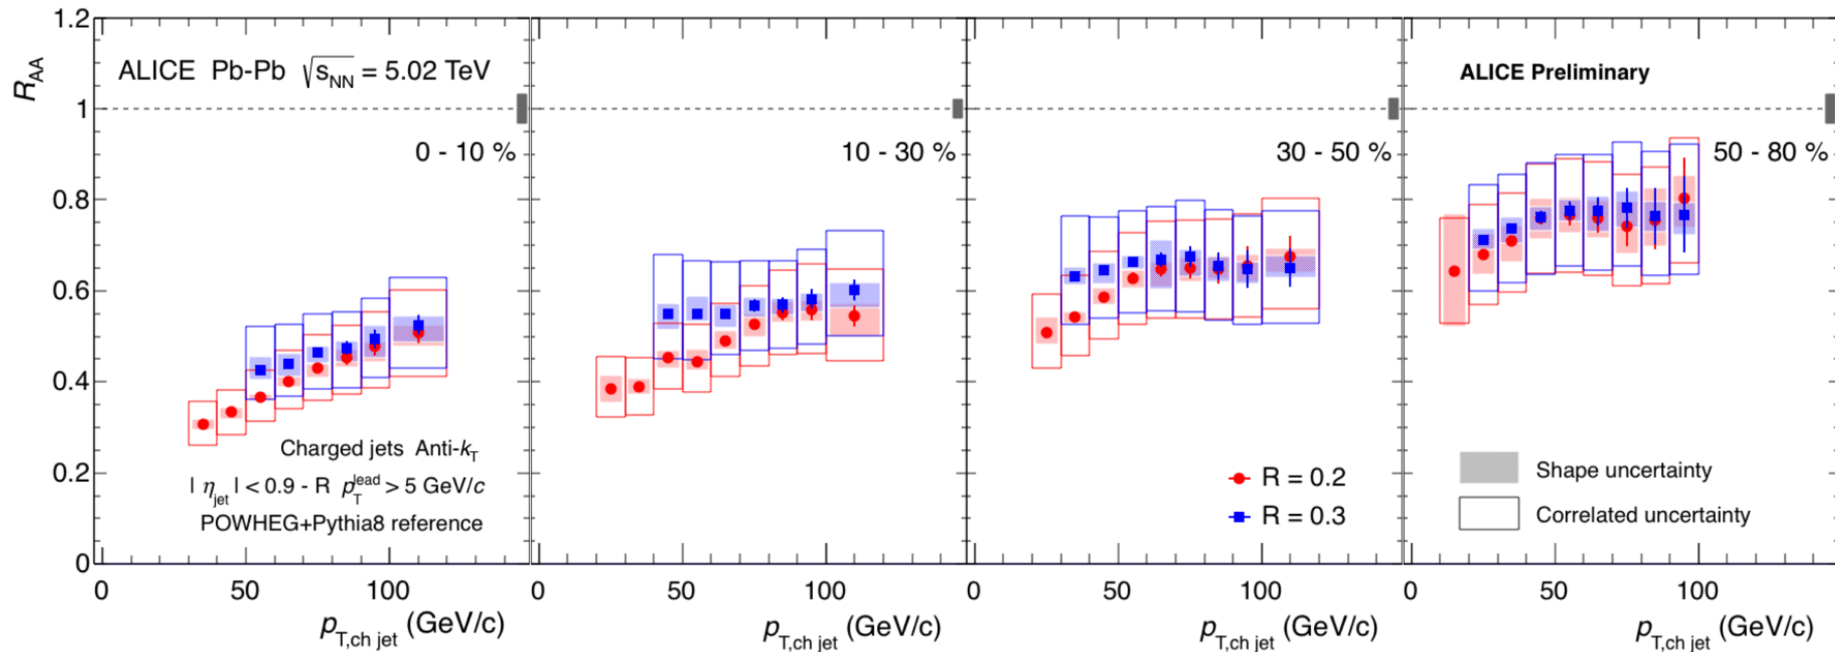 1.2
1
0.8
0.6
0.4
0.2
0
R_AA
ALICE Pb-Pb √s_NN = 5.02 TeV
0 - 10 %
Charged jets Anti-k_T
| η_jet | < 0.9 - R p_T^lead > 5 GeV/c
POWHEG+Pythia8 reference
0 50 100
p_T,ch jet (GeV/c)
10 - 30 %
0 50 100
p_T,ch jet (GeV/c)
30 - 50 %
R = 0.2
R = 0.3
0 50 100
p_T,ch jet (GeV/c)
ALICE Preliminary
50 - 80 %
Shape uncertainty
Correlated uncertainty
0 50 100
p_T,ch jet (GeV/c)